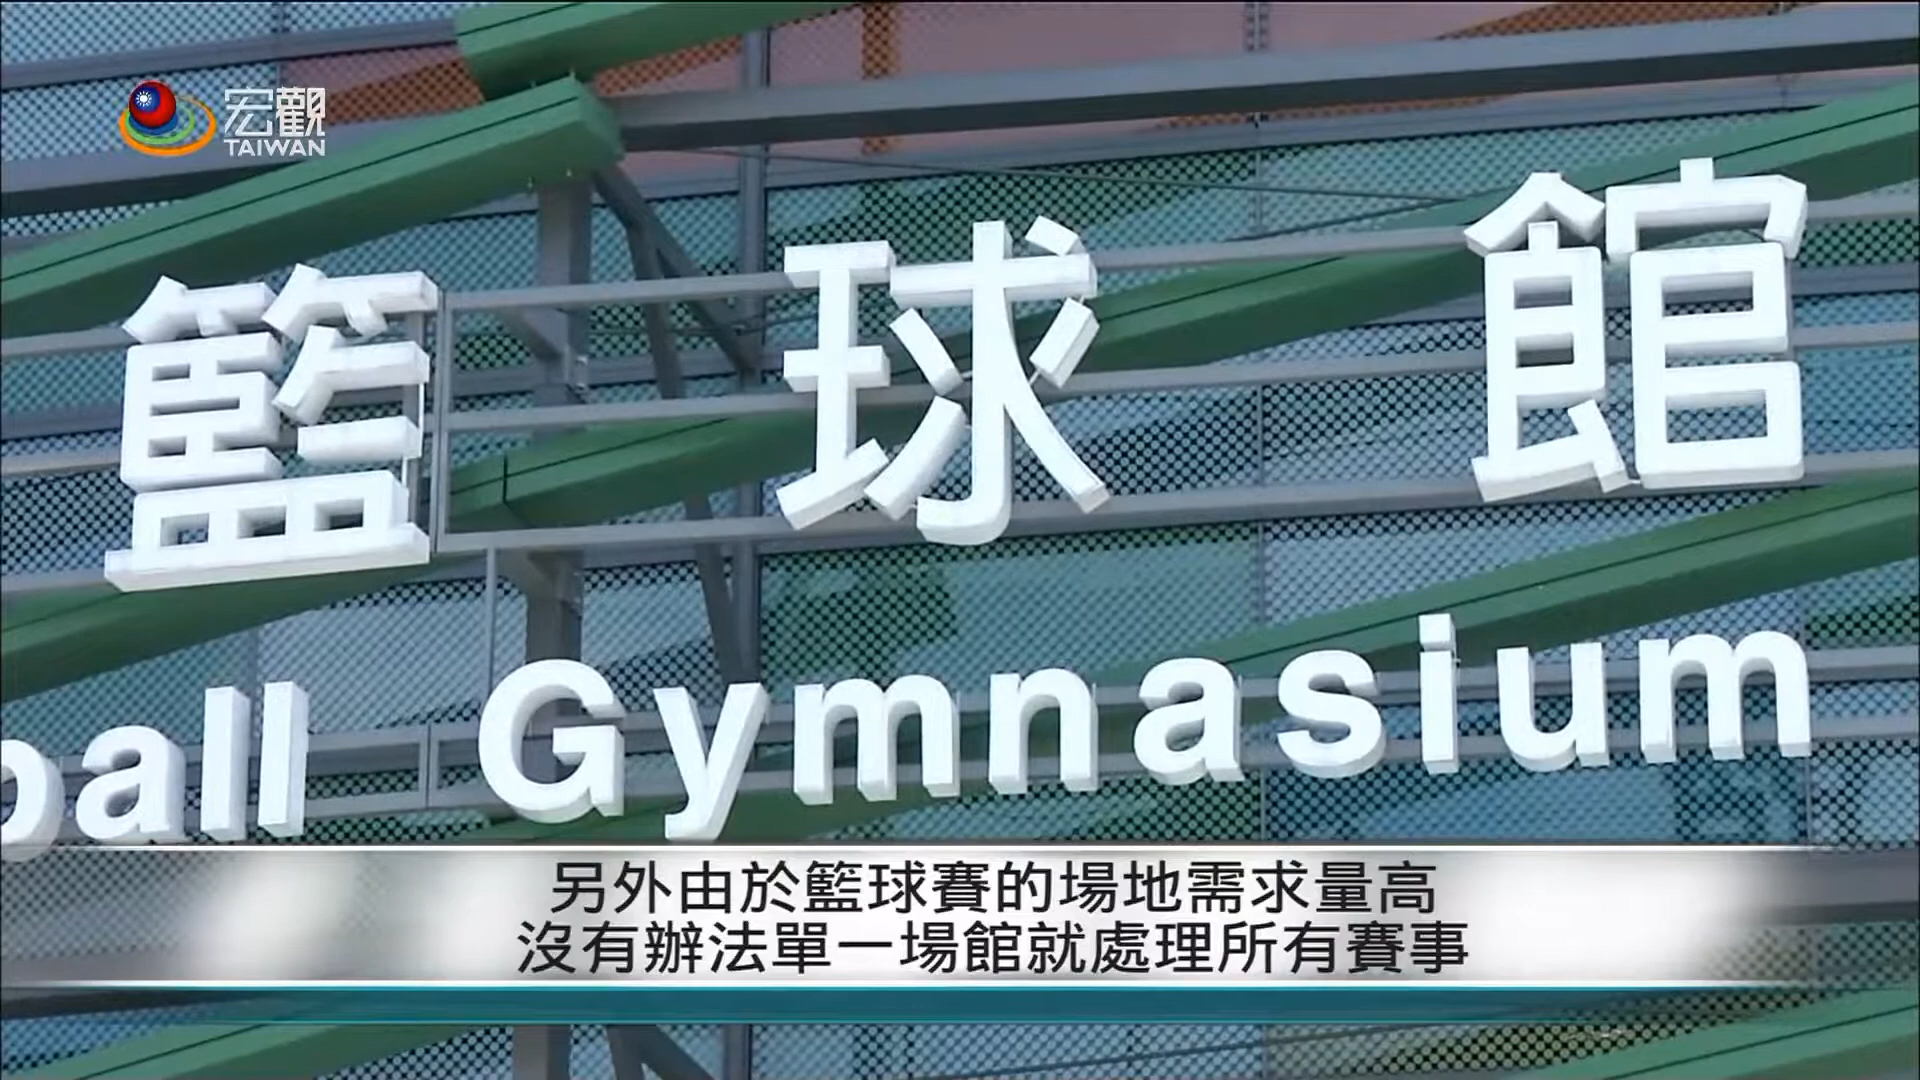 宏觀
TAIWAN
籃球館
ball Gymnasium
另外由於籃球賽的場地需求量高
沒有辦法單一場館就處理所有賽事